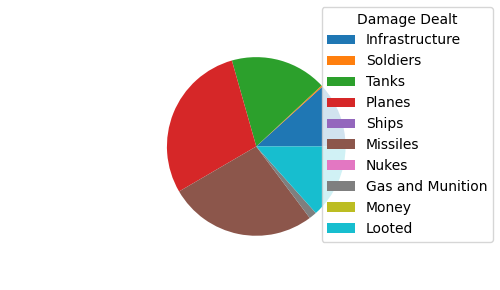 Damage Dealt
Infrastructure
Soldiers
Tanks
Planes
Ships
Missiles
Nukes
Gas and Munition
Money
Looted